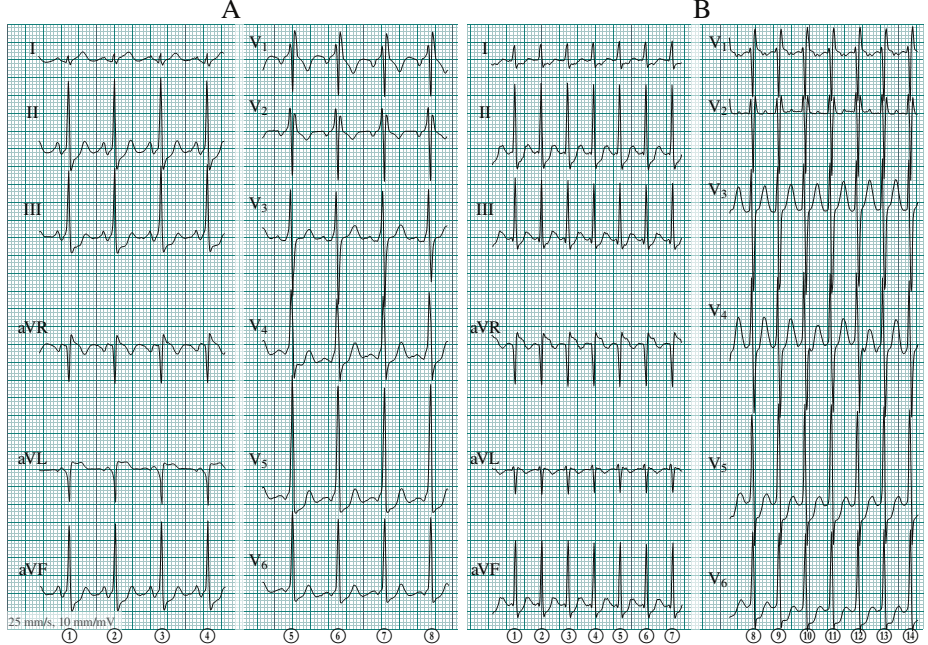 A
B
I
II
III
aVR
aVL
aVF
V1
V2
V3
V4
V5
V6
I
II
III
aVR
aVL
aVF
V1
V2
V3
V4
V5
V6
25 mm/s, 10 mm/mV
1 2 3 4 5 6 7 8
1 2 3 4 5 6 7 8 9 10 11 12 13 14